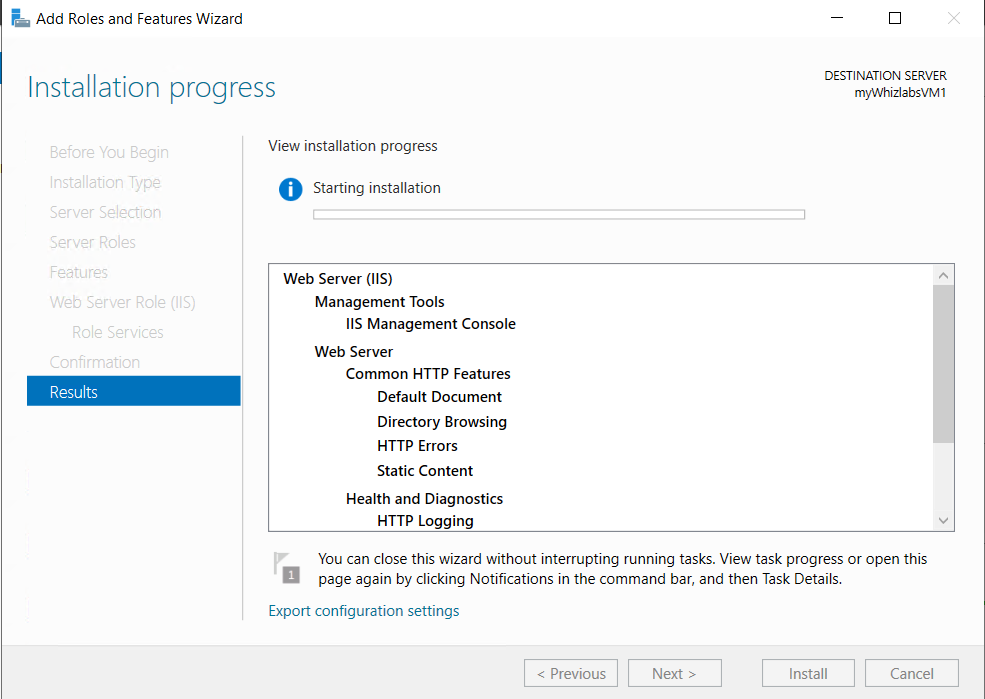 Add Roles and Features Wizard
Installation progress
DESTINATION SERVER
myWhizlabsVM1
Before You Begin
Installation Type
Server Selection
Server Roles
Features
Web Server Role (IIS)
Role Services
Confirmation
Results
View installation progress
Starting installation
Web Server (IIS)
Management Tools
IIS Management Console
Web Server
Common HTTP Features
Default Document
Directory Browsing
HTTP Errors
Static Content
Health and Diagnostics
HTTP Logging
1
You can close this wizard without interrupting running tasks. View task progress or open this
page again by clicking Notifications in the command bar, and then Task Details.
Export configuration settings
< Previous
Next >
Install
Cancel